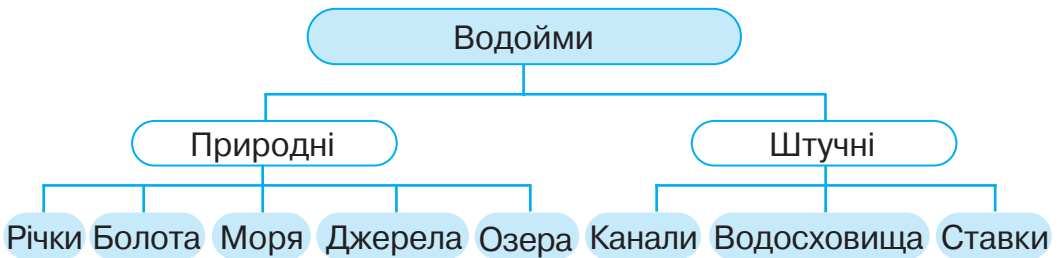 Водойми
Природні Штучні
Річки Болота Моря Джерела Озера Канали Водосховища Ставки